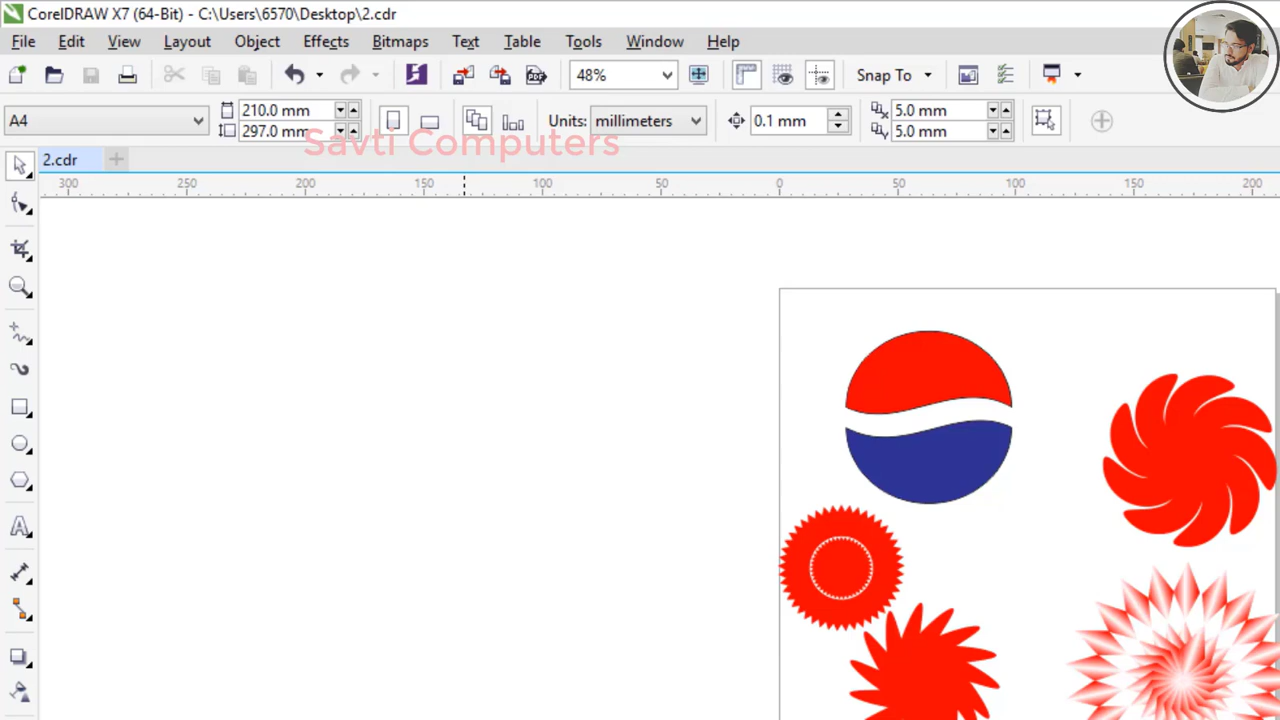 CorelDRAW X7 (64-Bit) - C:\Users\6570\Desktop\2.cdr
File Edit View Layout Object Effects Bitmaps Text Table Tools Window Help
PDF 48% Snap To
A4 210.0 mm 297.0 mm Units: millimeters 0.1 mm 5.0 mm 5.0 mm
Savti Computers
2.cdr
300 250 200 150 100 50 0 50 100 150 200